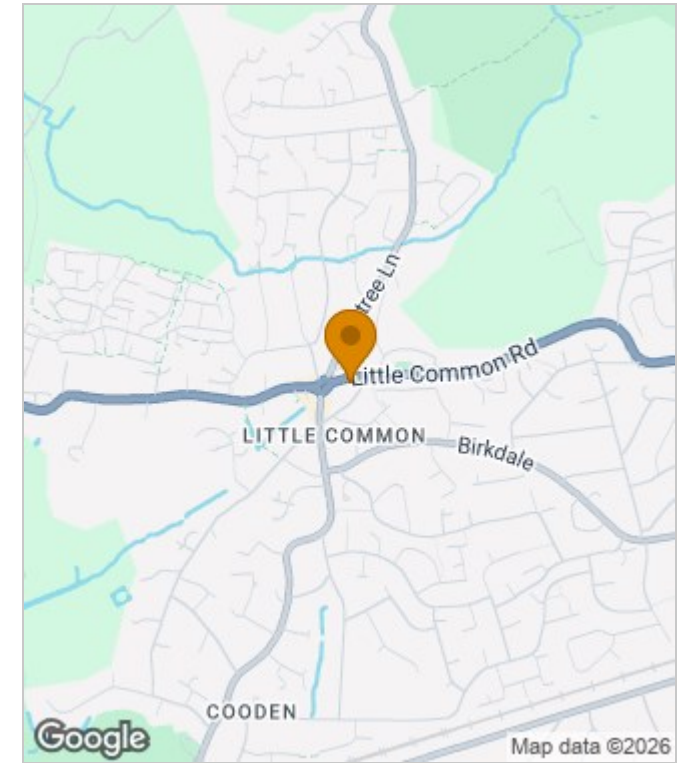 tree Ln
Little Common Rd
LITTLE COMMON
Birkdale
COODEN
Google
Map data ©2026